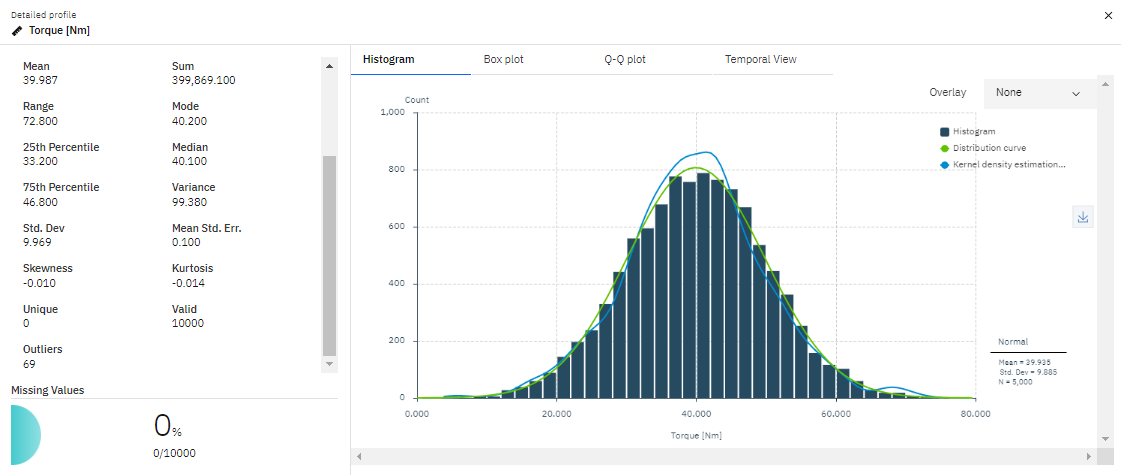 Detailed profile
Torque [Nm]
Mean Sum
39.987 399,869.100
Range Mode
72.800 40.200
25th Percentile Median
33.200 40.100
75th Percentile Variance
46.800 99.380
Std. Dev Mean Std. Err.
9.969 0.100
Skewness Kurtosis
-0.010 -0.014
Unique Valid
0 10000
Outliers
69
Missing Values
0%
0/10000
Histogram Box plot Q-Q plot Temporal View
Overlay None
Count
1,000
800
600
400
200
0
0.000 20.000 40.000 60.000 80.000
Torque [Nm]
Histogram
Distribution curve
Kernel density estimation...
Normal
Mean = 39.935
Std. Dev = 9.885
N = 5,000